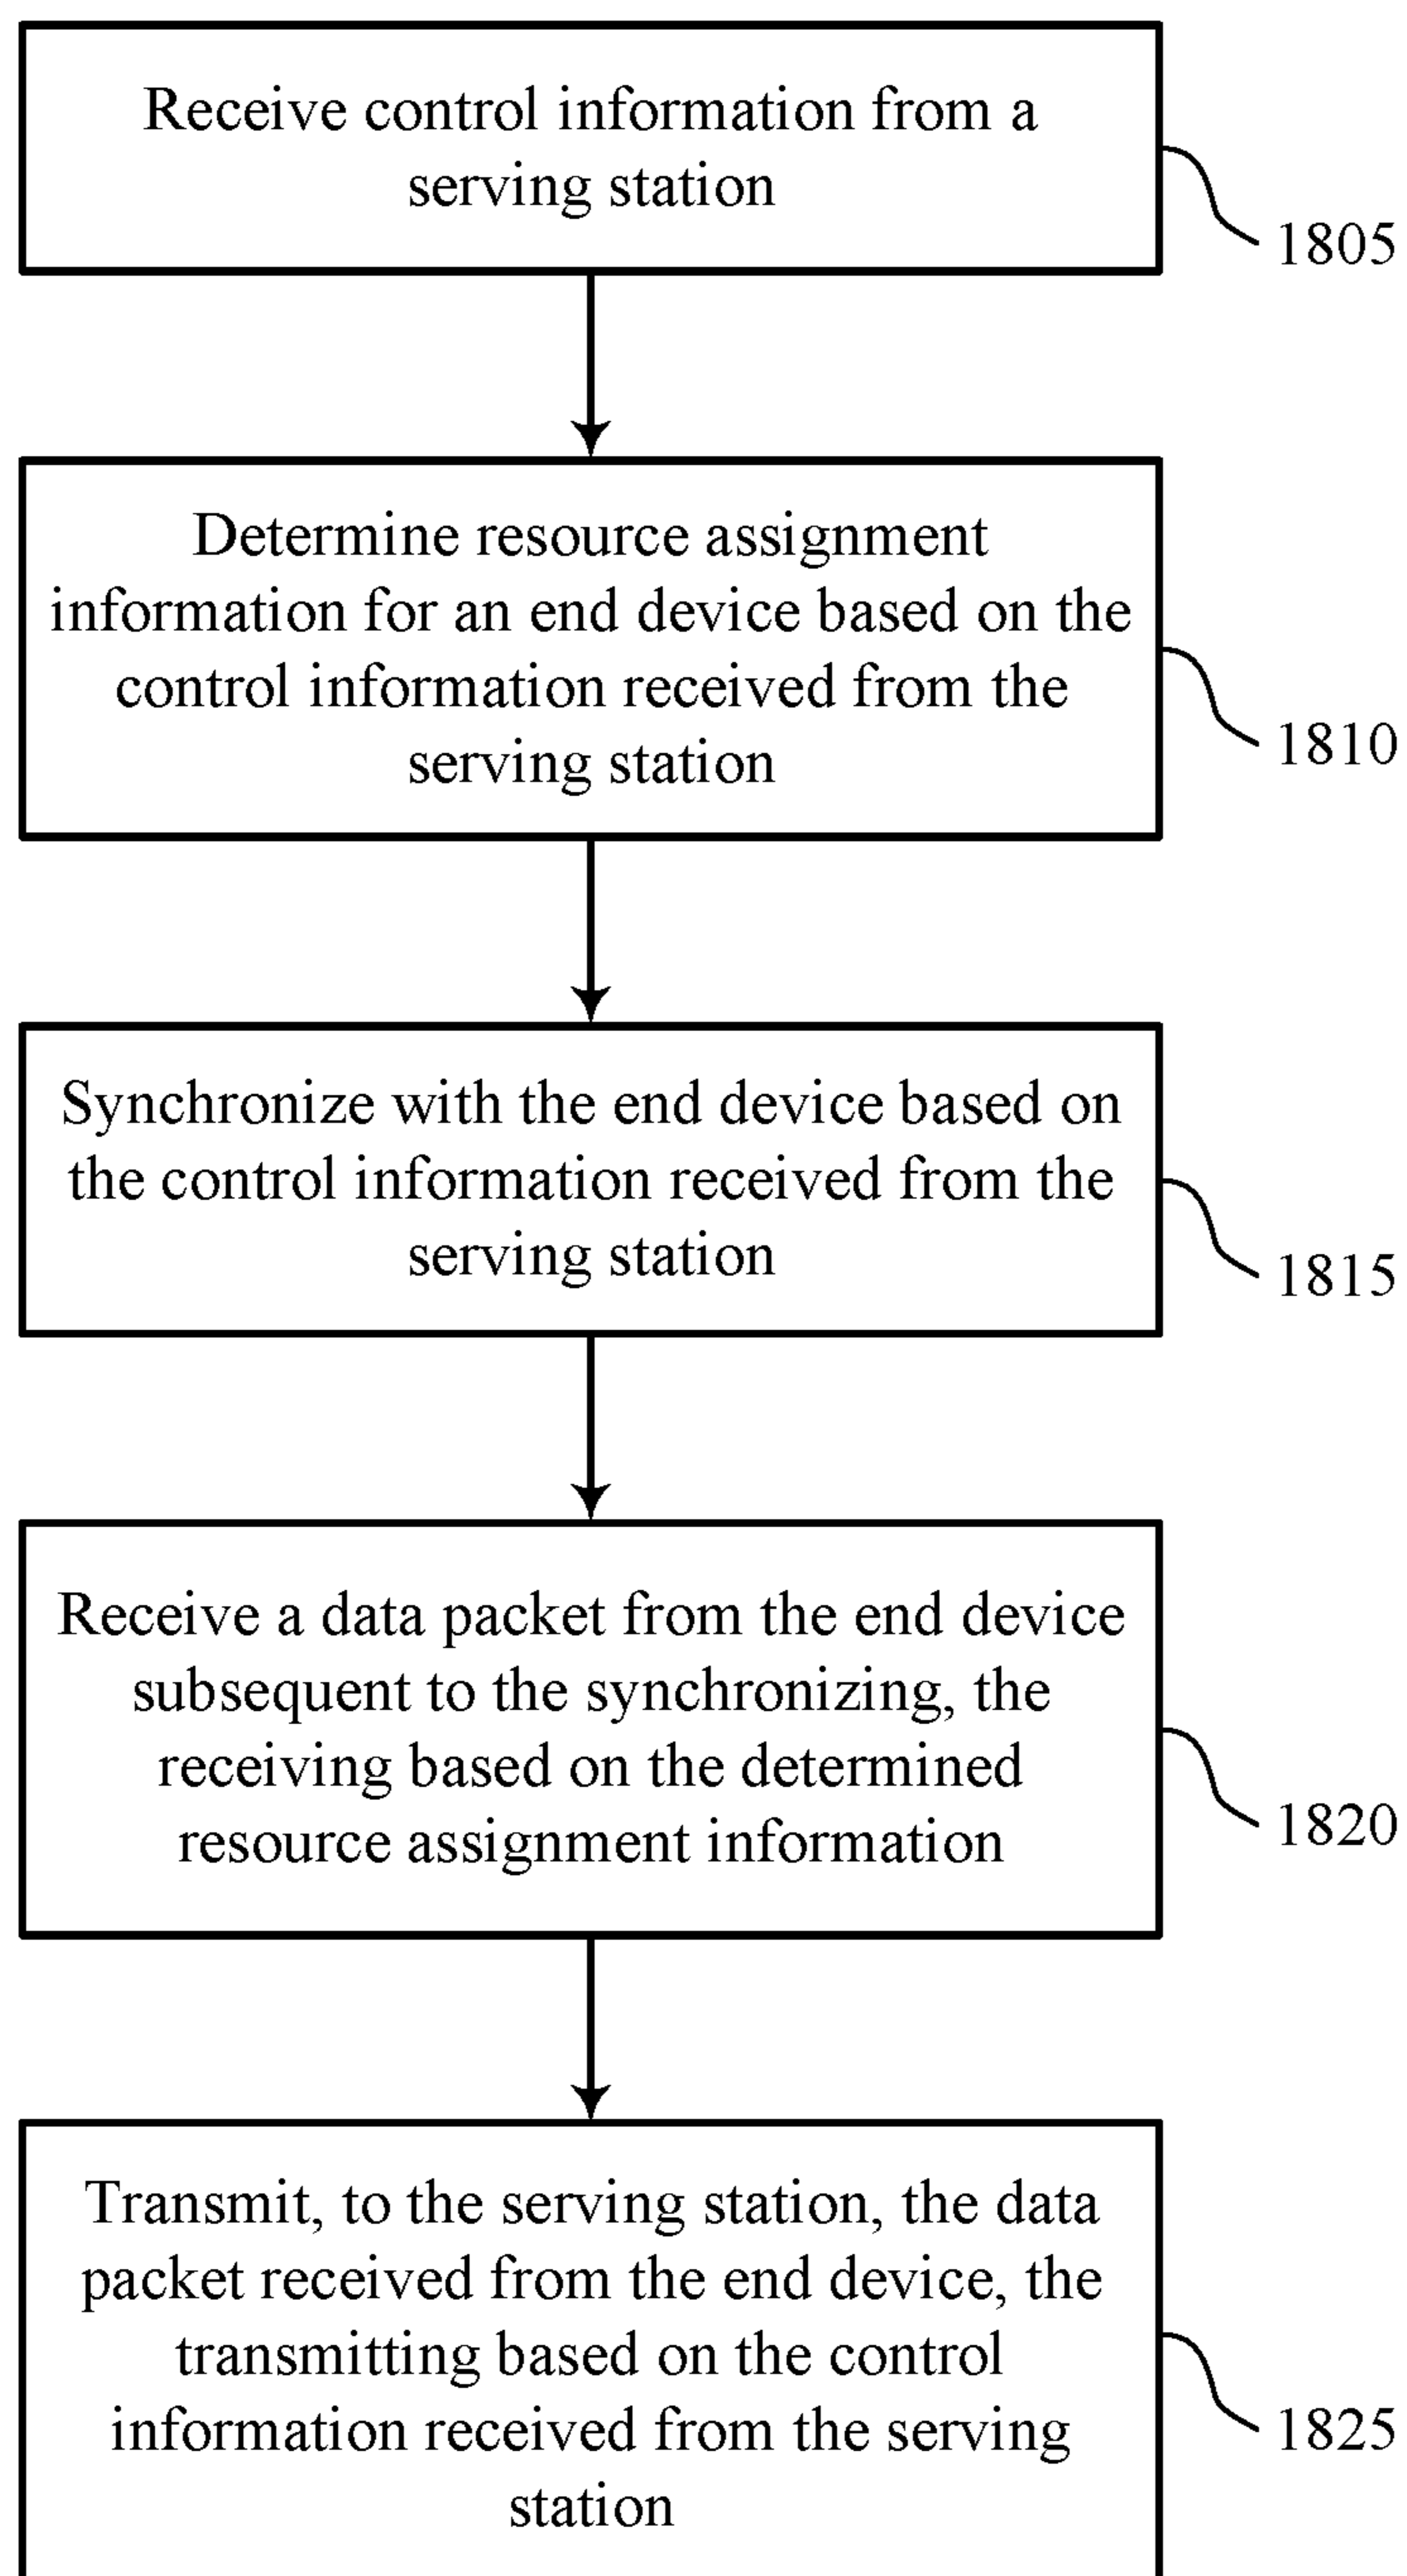 Receive control information from a
serving station
1805
Determine resource assignment
information for an end device based on the
control information received from the
serving station
1810
Synchronize with the end device based on
the control information received from the
serving station
1815
Receive a data packet from the end device
subsequent to the synchronizing, the
receiving based on the determined
resource assignment information
1820
Transmit, to the serving station, the data
packet received from the end device, the
transmitting based on the control
information received from the serving
station
1825